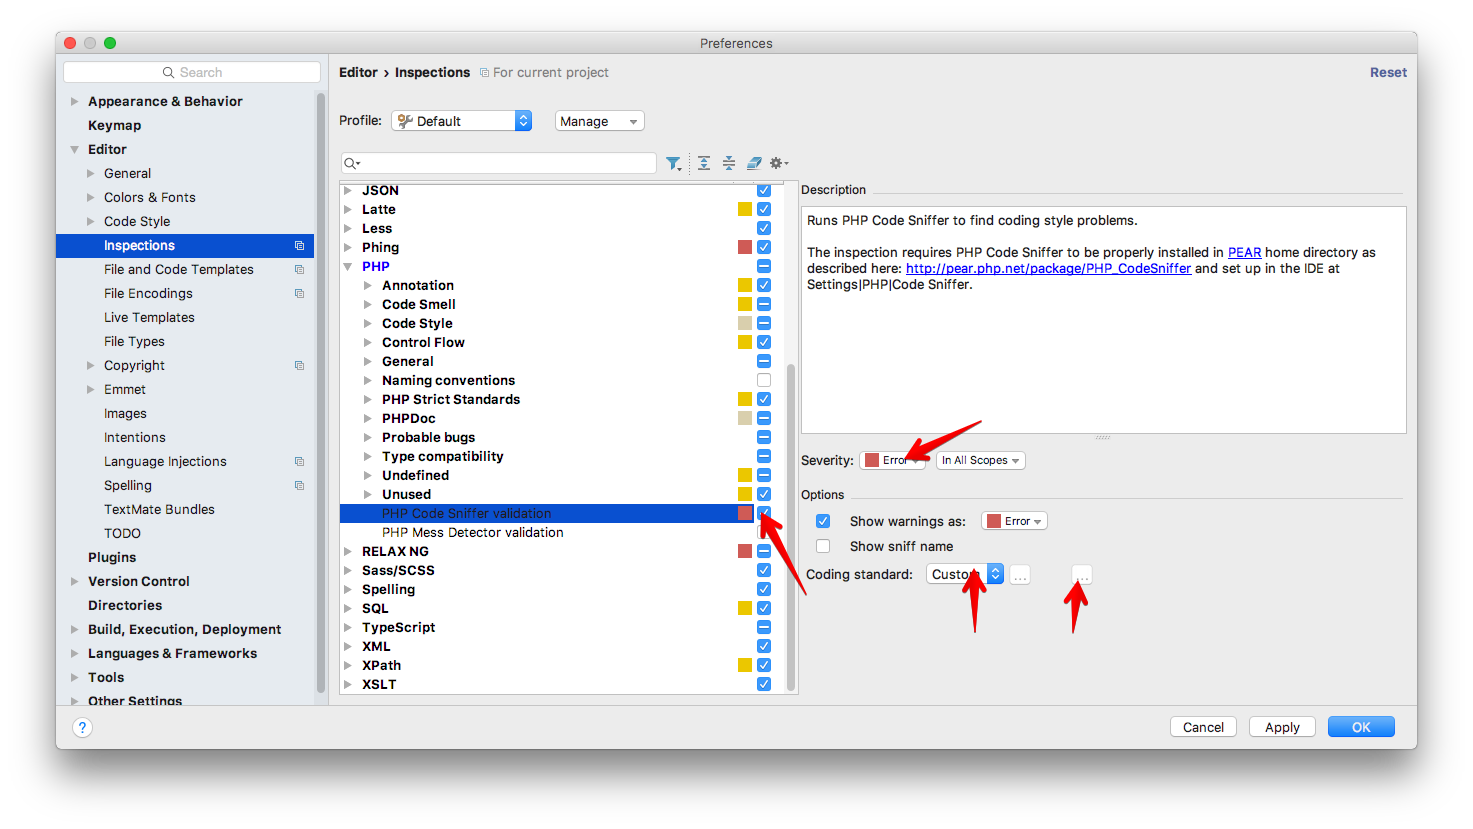 Preferences
Search
Appearance & Behavior
Keymap
Editor
General
Colors & Fonts
Code Style
Inspections
File and Code Templates
File Encodings
Live Templates
File Types
Copyright
Emmet
Images
Intentions
Language Injections
Spelling
TextMate Bundles
TODO
Plugins
Version Control
Directories
Build, Execution, Deployment
Languages & Frameworks
Tools
Other Settings
?
Editor › Inspections For current project
Reset
Profile: Default Manage
JSON
Latte
Less
Phing
PHP
Annotation
Code Smell
Code Style
Control Flow
General
Naming conventions
PHP Strict Standards
PHPDoc
Probable bugs
Type compatibility
Undefined
Unused
PHP Code Sniffer validation
PHP Mess Detector validation
RELAX NG
Sass/SCSS
Spelling
SQL
TypeScript
XML
XPath
XSLT
Description
Runs PHP Code Sniffer to find coding style problems.
The inspection requires PHP Code Sniffer to be properly installed in PEAR home directory as
described here: http://pear.php.net/package/PHP_CodeSniffer and set up in the IDE at
Settings|PHP|Code Sniffer.
Severity: Error In All Scopes
Options
Show warnings as: Error
Show sniff name
Coding standard: Custom ... ...
Cancel Apply OK